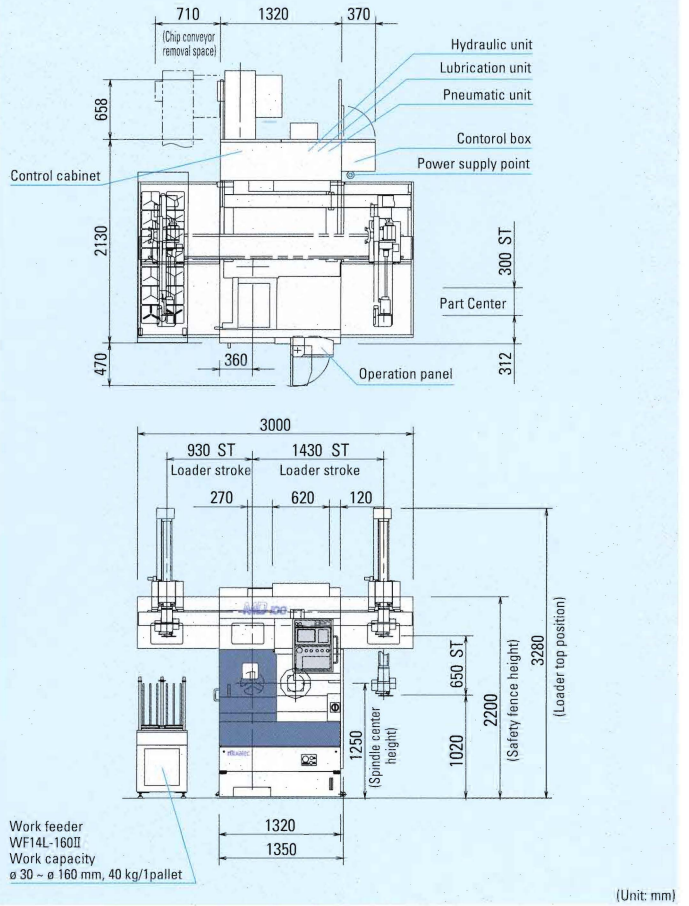 710
1320
370
(Chip conveyor
removal space)
Hydraulic unit
Lubrication unit
Pneumatic unit
658
Contorol box
Power supply point
Control cabinet
2130
300 ST
Part Center
360
470
312
Operation panel
3000
930 ST
1430 ST
Loader stroke
Loader stroke
270
620
120
650 ST
3280
(Loader top position)
2200
(Safety fence height)
1250
(Spindle center
height)
1020
Work feeder
WF14L-160II
Work capacity
ø 30 ~ ø 160 mm, 40 kg/1pallet
1320
1350
(Unit: mm)